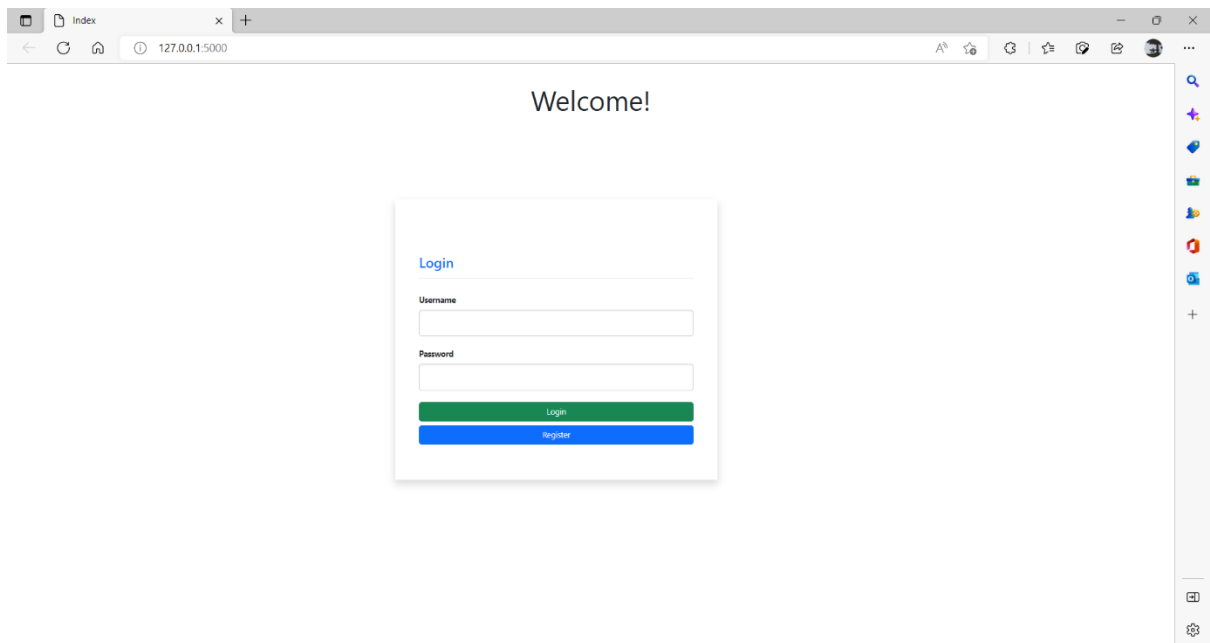 Index
127.0.0.1:5000
Welcome!
Login
Username
Password
Login
Register